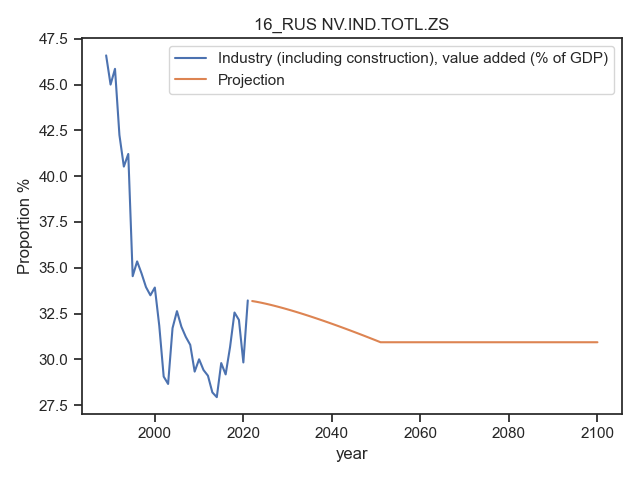 16_RUS NV.IND.TOTL.ZS
Industry (including construction), value added (% of GDP)
Projection
Proportion %
47.5
45.0
42.5
40.0
37.5
35.0
32.5
30.0
27.5
2000 2020 2040 2060 2080 2100
year